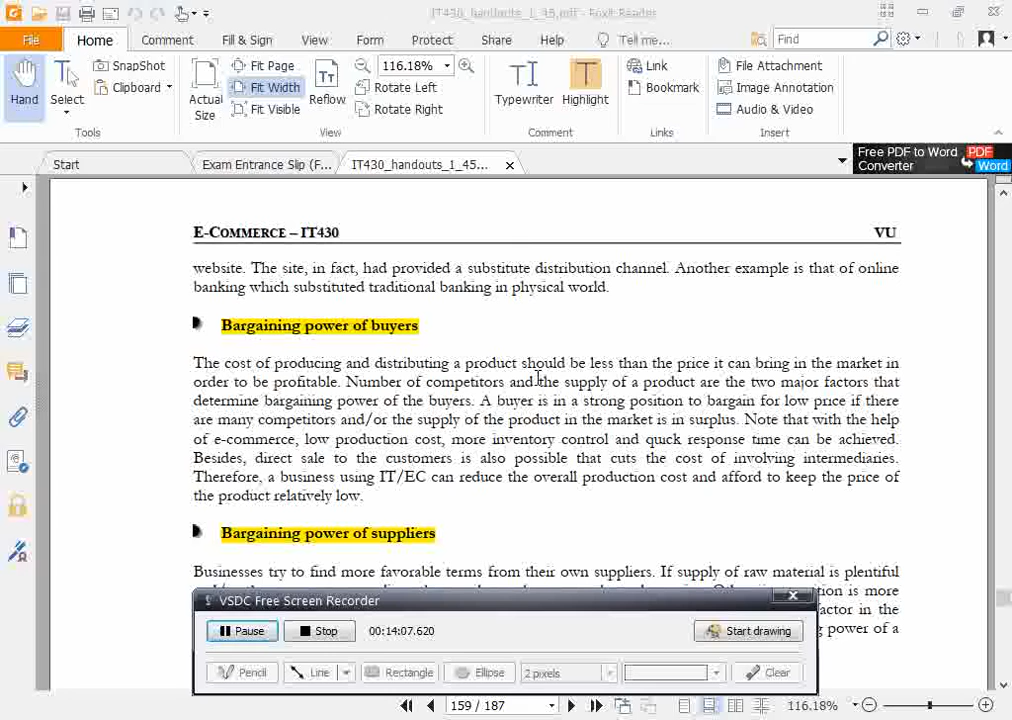 IT430_handouts_1_45.pdf - Foxit Reader
File Home Comment Fill & Sign View Form Protect Share Help Tell me... Find
Hand
Select
SnapShot
Clipboard
Tools
Actual Size
Fit Page
Fit Width
Fit Visible
Reflow
116.18%
Rotate Left
Rotate Right
View
Typewriter
Highlight
Comment
Link
Bookmark
Links
File Attachment
Image Annotation
Audio & Video
Insert
Start Exam Entrance Slip (F... IT430_handouts_1_45...
Free PDF to Word Converter PDF Word
E-COMMERCE – IT430 VU
website. The site, in fact, had provided a substitute distribution channel. Another example is that of online
banking which substituted traditional banking in physical world.
Bargaining power of buyers
The cost of producing and distributing a product should be less than the price it can bring in the market in
order to be profitable. Number of competitors and the supply of a product are the two major factors that
determine bargaining power of the buyers. A buyer is in a strong position to bargain for low price if there
are many competitors and/or the supply of the product in the market is in surplus. Note that with the help
of e-commerce, low production cost, more inventory control and quick response time can be achieved.
Besides, direct sale to the customers is also possible that cuts the cost of involving intermediaries.
Therefore, a business using IT/EC can reduce the overall production cost and afford to keep the price of
the product relatively low.
Bargaining power of suppliers
Businesses try to find more favorable terms from their own suppliers. If supply of raw material is plentiful
tion is more
factor in the
g power of a
VSDC Free Screen Recorder
Pause Stop 00:14:07.620 Start drawing
Pencil Line Rectangle Ellipse 2 pixels Clear
159 / 187 116.18%